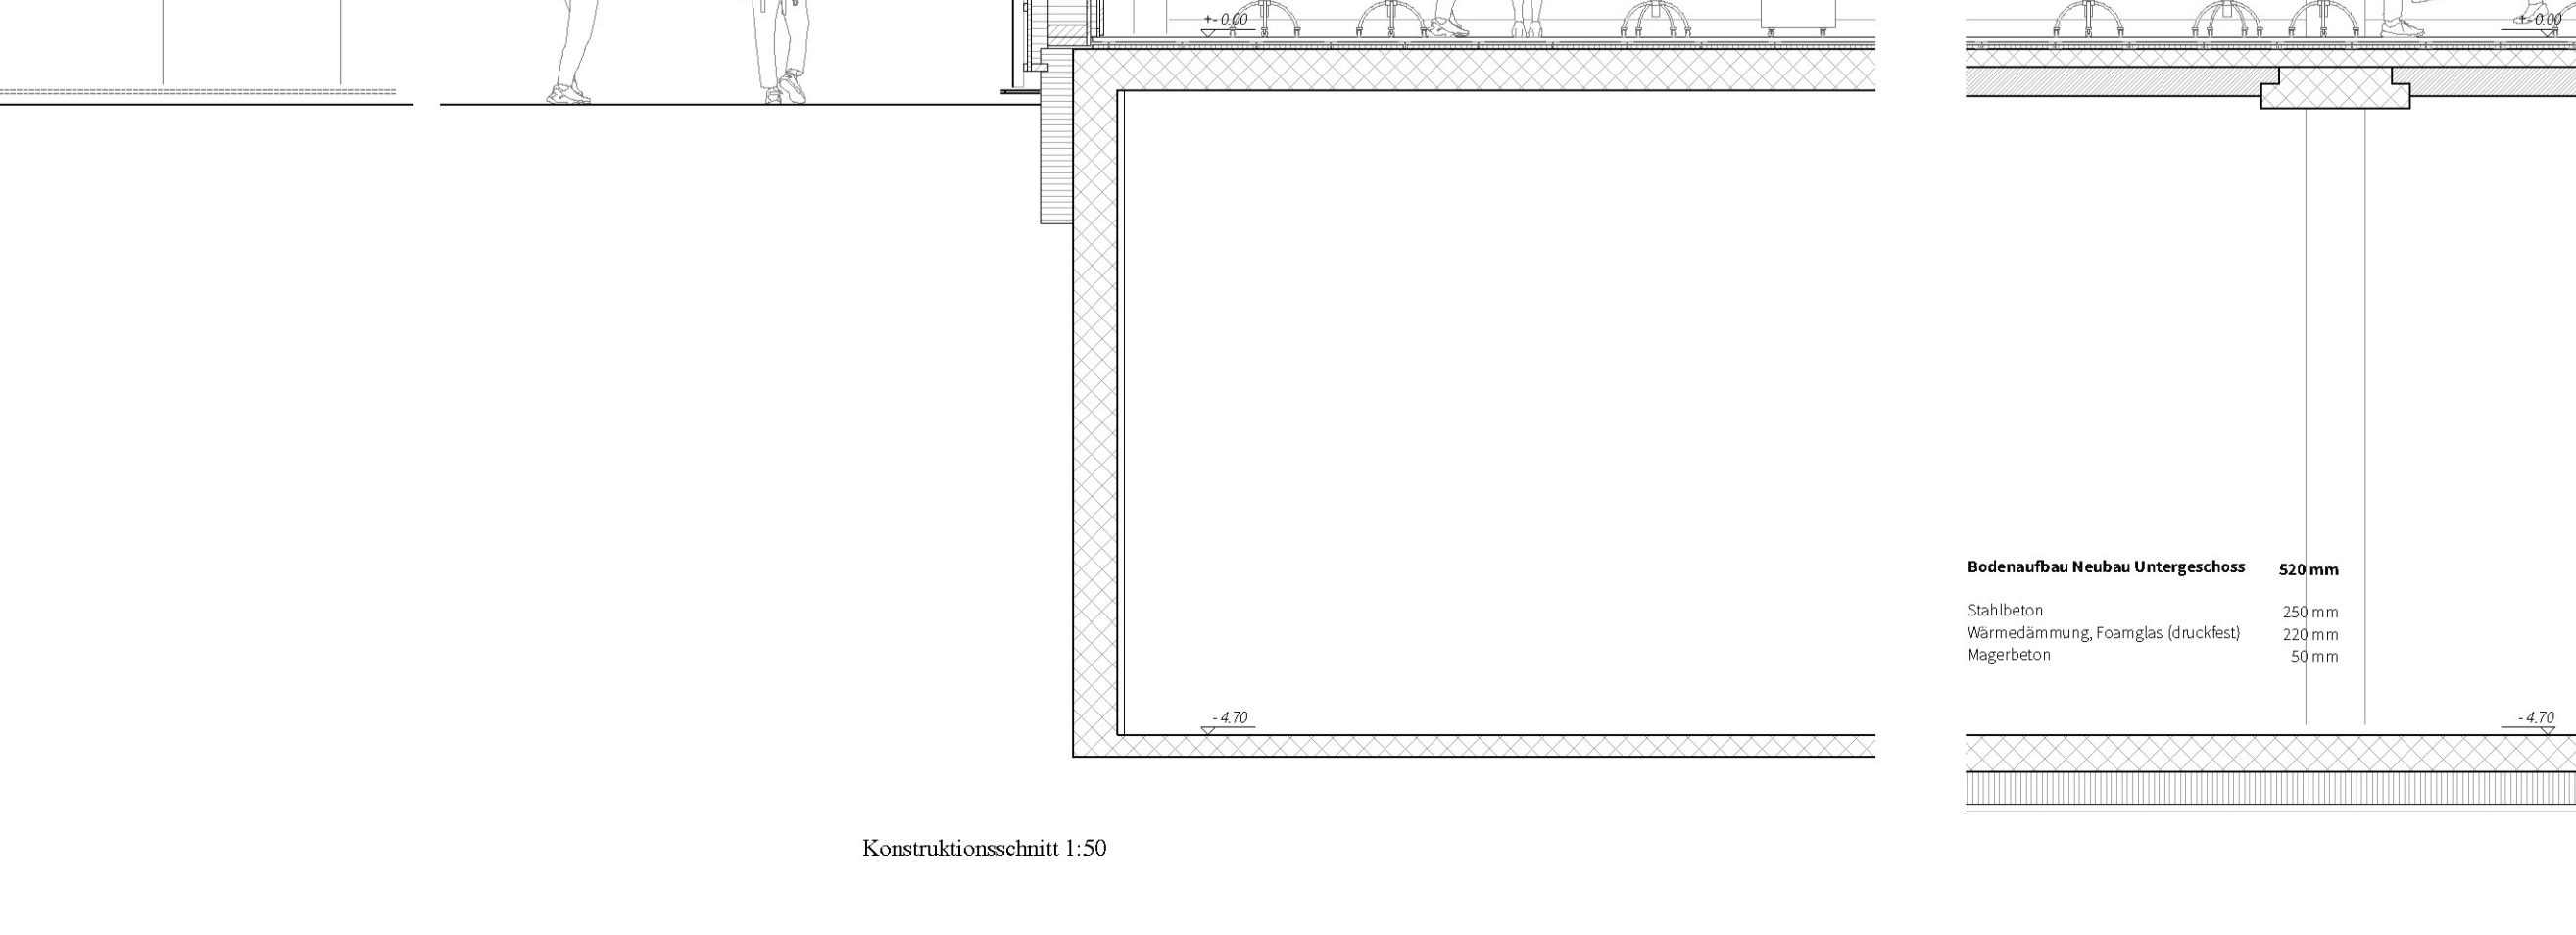 +- 0.00
+- 0.00
Bodenaufbau Neubau Untergeschoss 520 mm
Stahlbeton 250 mm
Wärmedämmung, Foamglas (druckfest) 220 mm
Magerbeton 50 mm
- 4.70
- 4.70
Konstruktionsschnitt 1:50